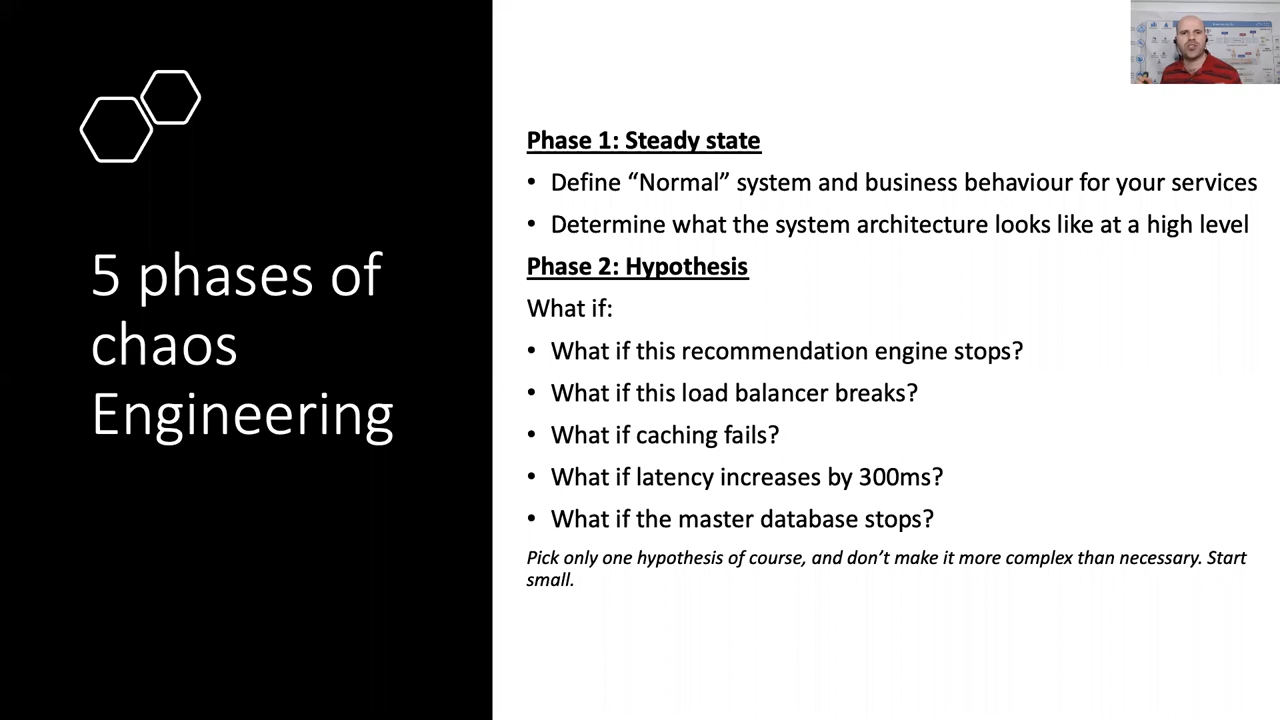 5 phases of
chaos
Engineering
Phase 1: Steady state
• Define “Normal” system and business behaviour for your services
• Determine what the system architecture looks like at a high level
Phase 2: Hypothesis
What if:
• What if this recommendation engine stops?
• What if this load balancer breaks?
• What if caching fails?
• What if latency increases by 300ms?
• What if the master database stops?
Pick only one hypothesis of course, and don’t make it more complex than necessary. Start
small.